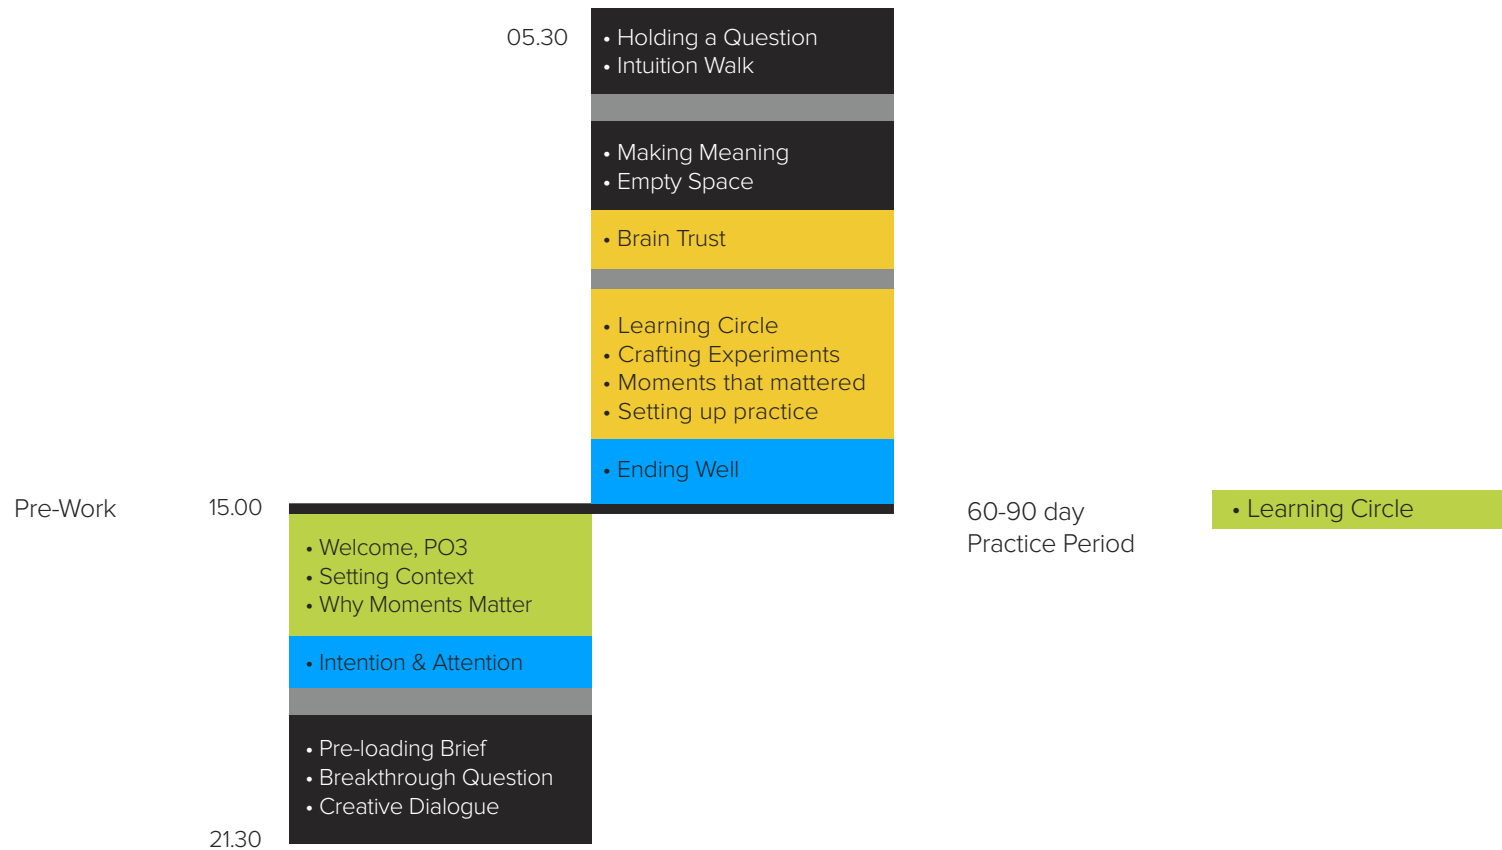 05.30
• Holding a Question
• Intuition Walk
• Making Meaning
• Empty Space
• Brain Trust
• Learning Circle
• Crafting Experiments
• Moments that mattered
• Setting up practice
• Ending Well
Pre-Work
15.00
• Welcome, PO3
• Setting Context
• Why Moments Matter
• Intention & Attention
• Pre-loading Brief
• Breakthrough Question
• Creative Dialogue
21.30
60-90 day
Practice Period
• Learning Circle